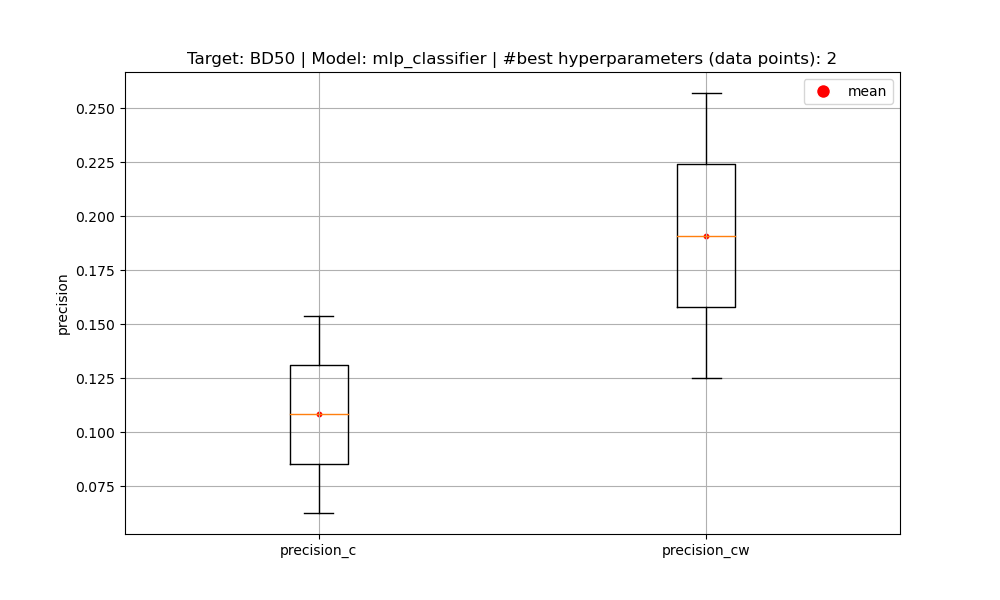 Target: BD50 | Model: mlp_classifier | #best hyperparameters (data points): 2
mean
0.250
0.225
0.200
0.175
0.150
0.125
0.100
0.075
precision
precision_c
precision_cw